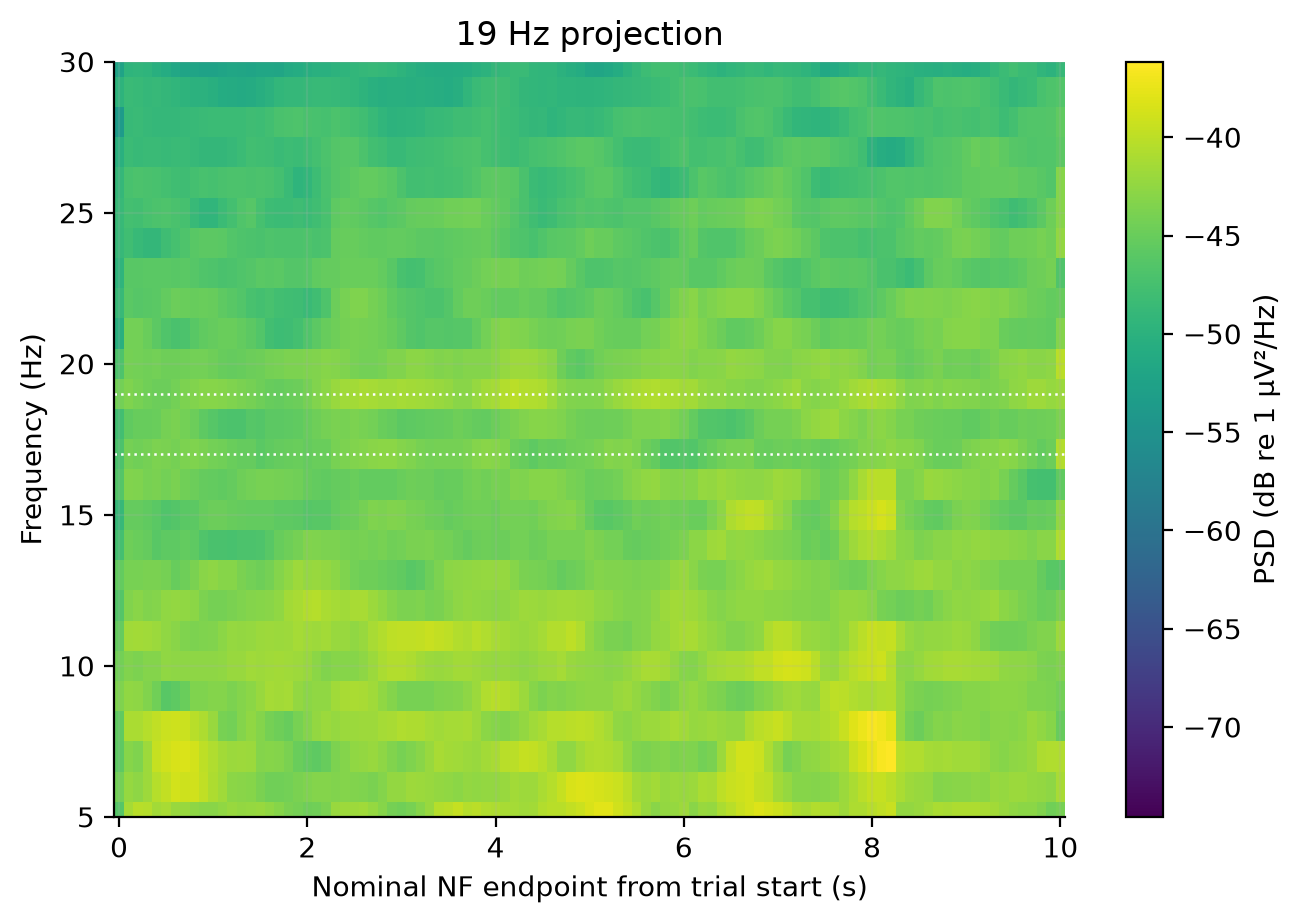 19 Hz projection
30
25
20
15
10
5
Frequency (Hz)
0 2 4 6 8 10
Nominal NF endpoint from trial start (s)
−40
−45
−50
−55
−60
−65
−70
PSD (dB re 1 µV²/Hz)